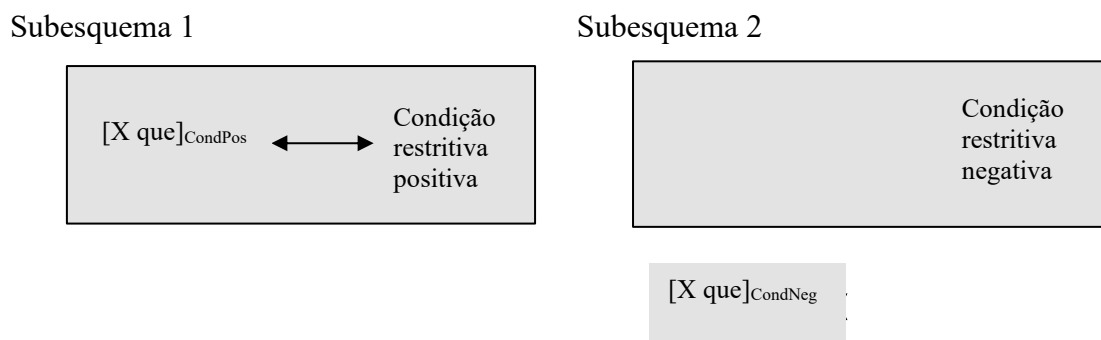 Subesquema 1
Subesquema 2
[X que]CondPos
Condição
restritiva
positiva
Condição
restritiva
negativa
[X que]CondNeg